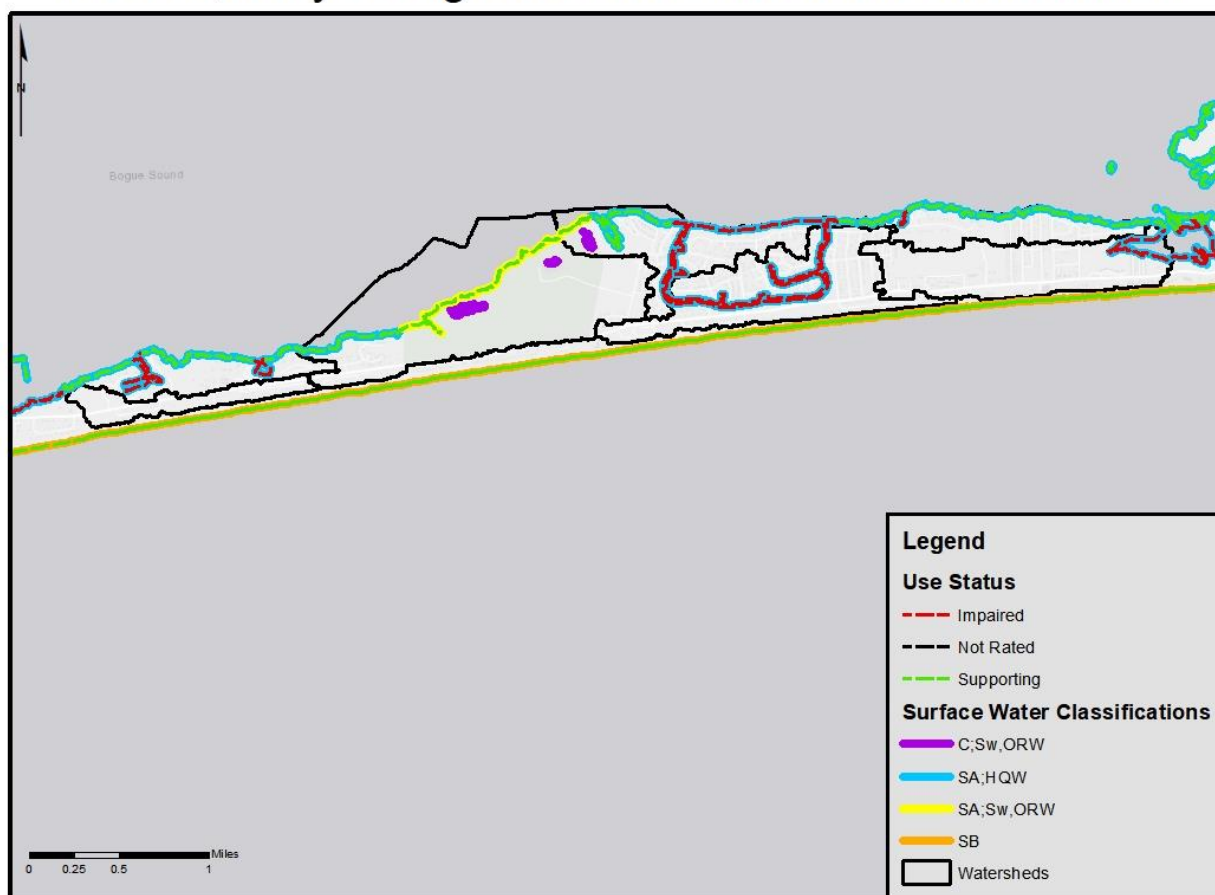 N
Bogue Sound
Legend
Use Status
Impaired
Not Rated
Supporting
Surface Water Classifications
C;Sw,ORW
SA;HQW
SA;Sw,ORW
SB
Watersheds
Miles
0 0.25 0.5 1